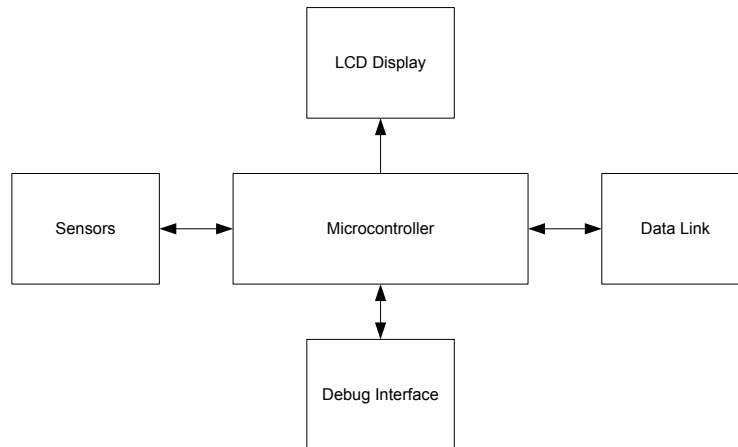 LCD Display
Sensors
Microcontroller
Data Link
Debug Interface